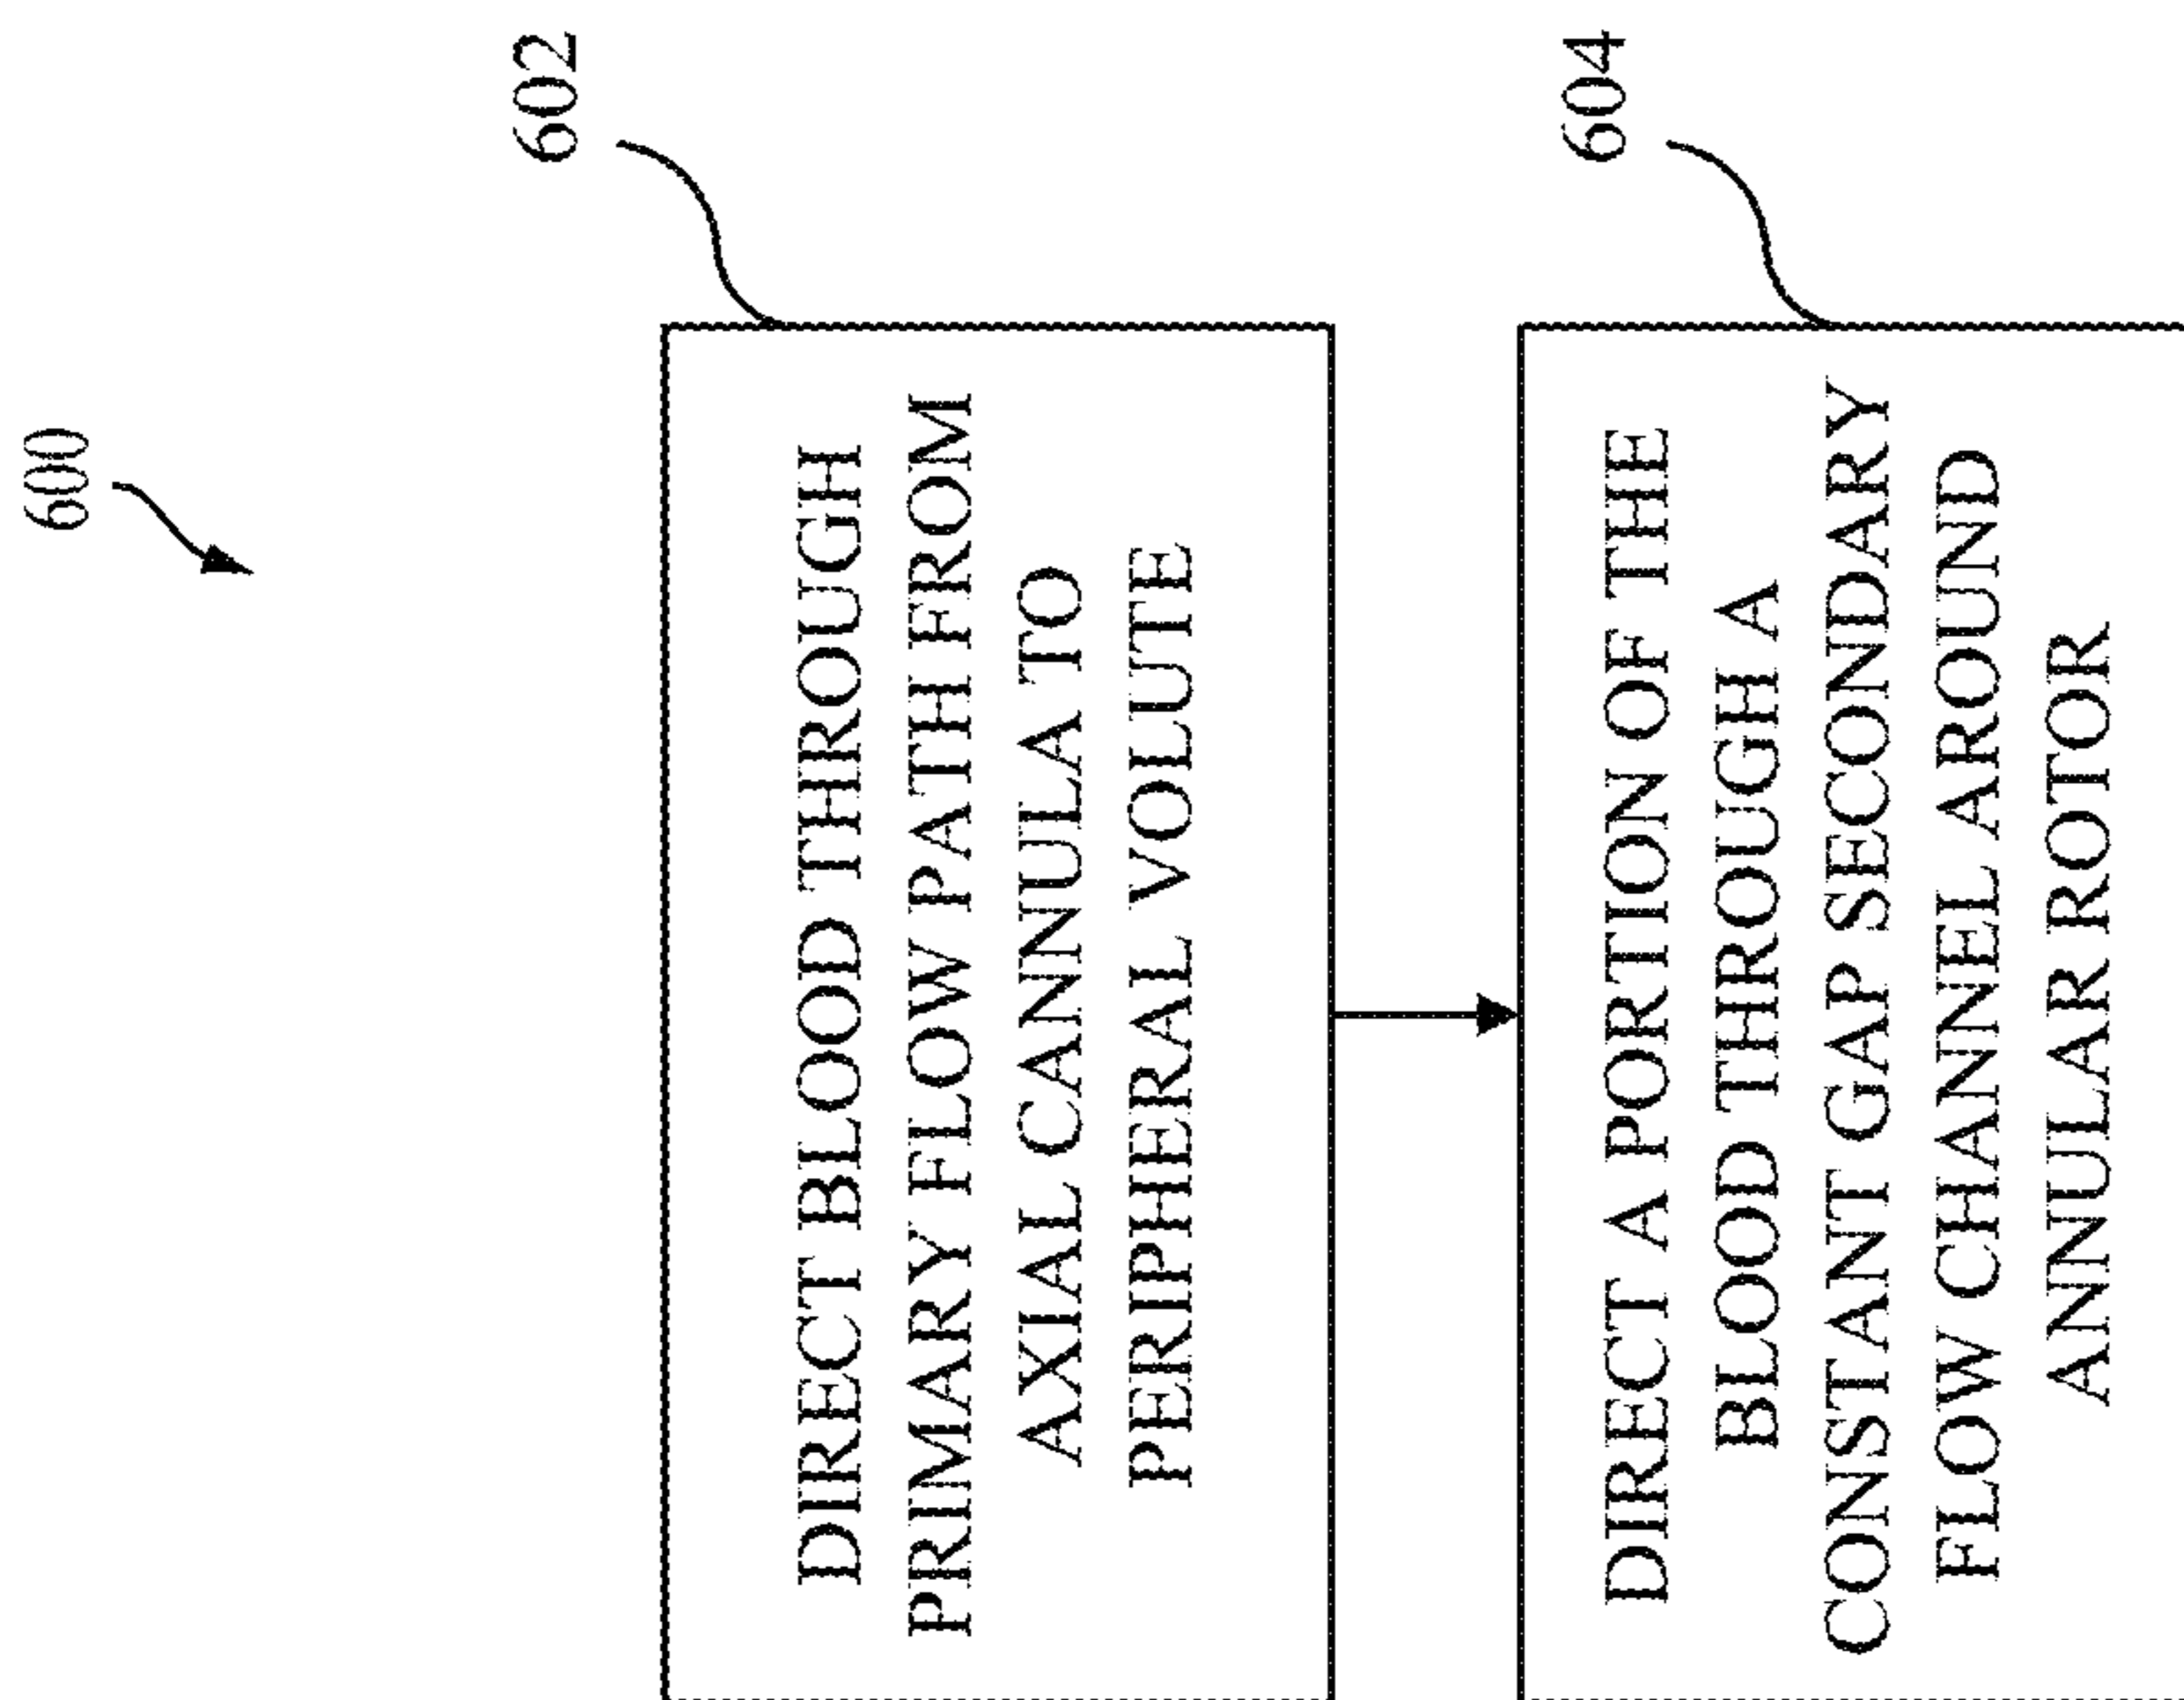 600
602
DIRECT BLOOD THROUGH
PRIMARY FLOW PATH FROM
AXIAL CANNULA TO
PERIPHERAL VOLUTE
604
DIRECT A PORTION OF THE
BLOOD THROUGH A
CONSTANT GAP SECONDARY
FLOW CHANNEL AROUND
ANNULAR ROTOR